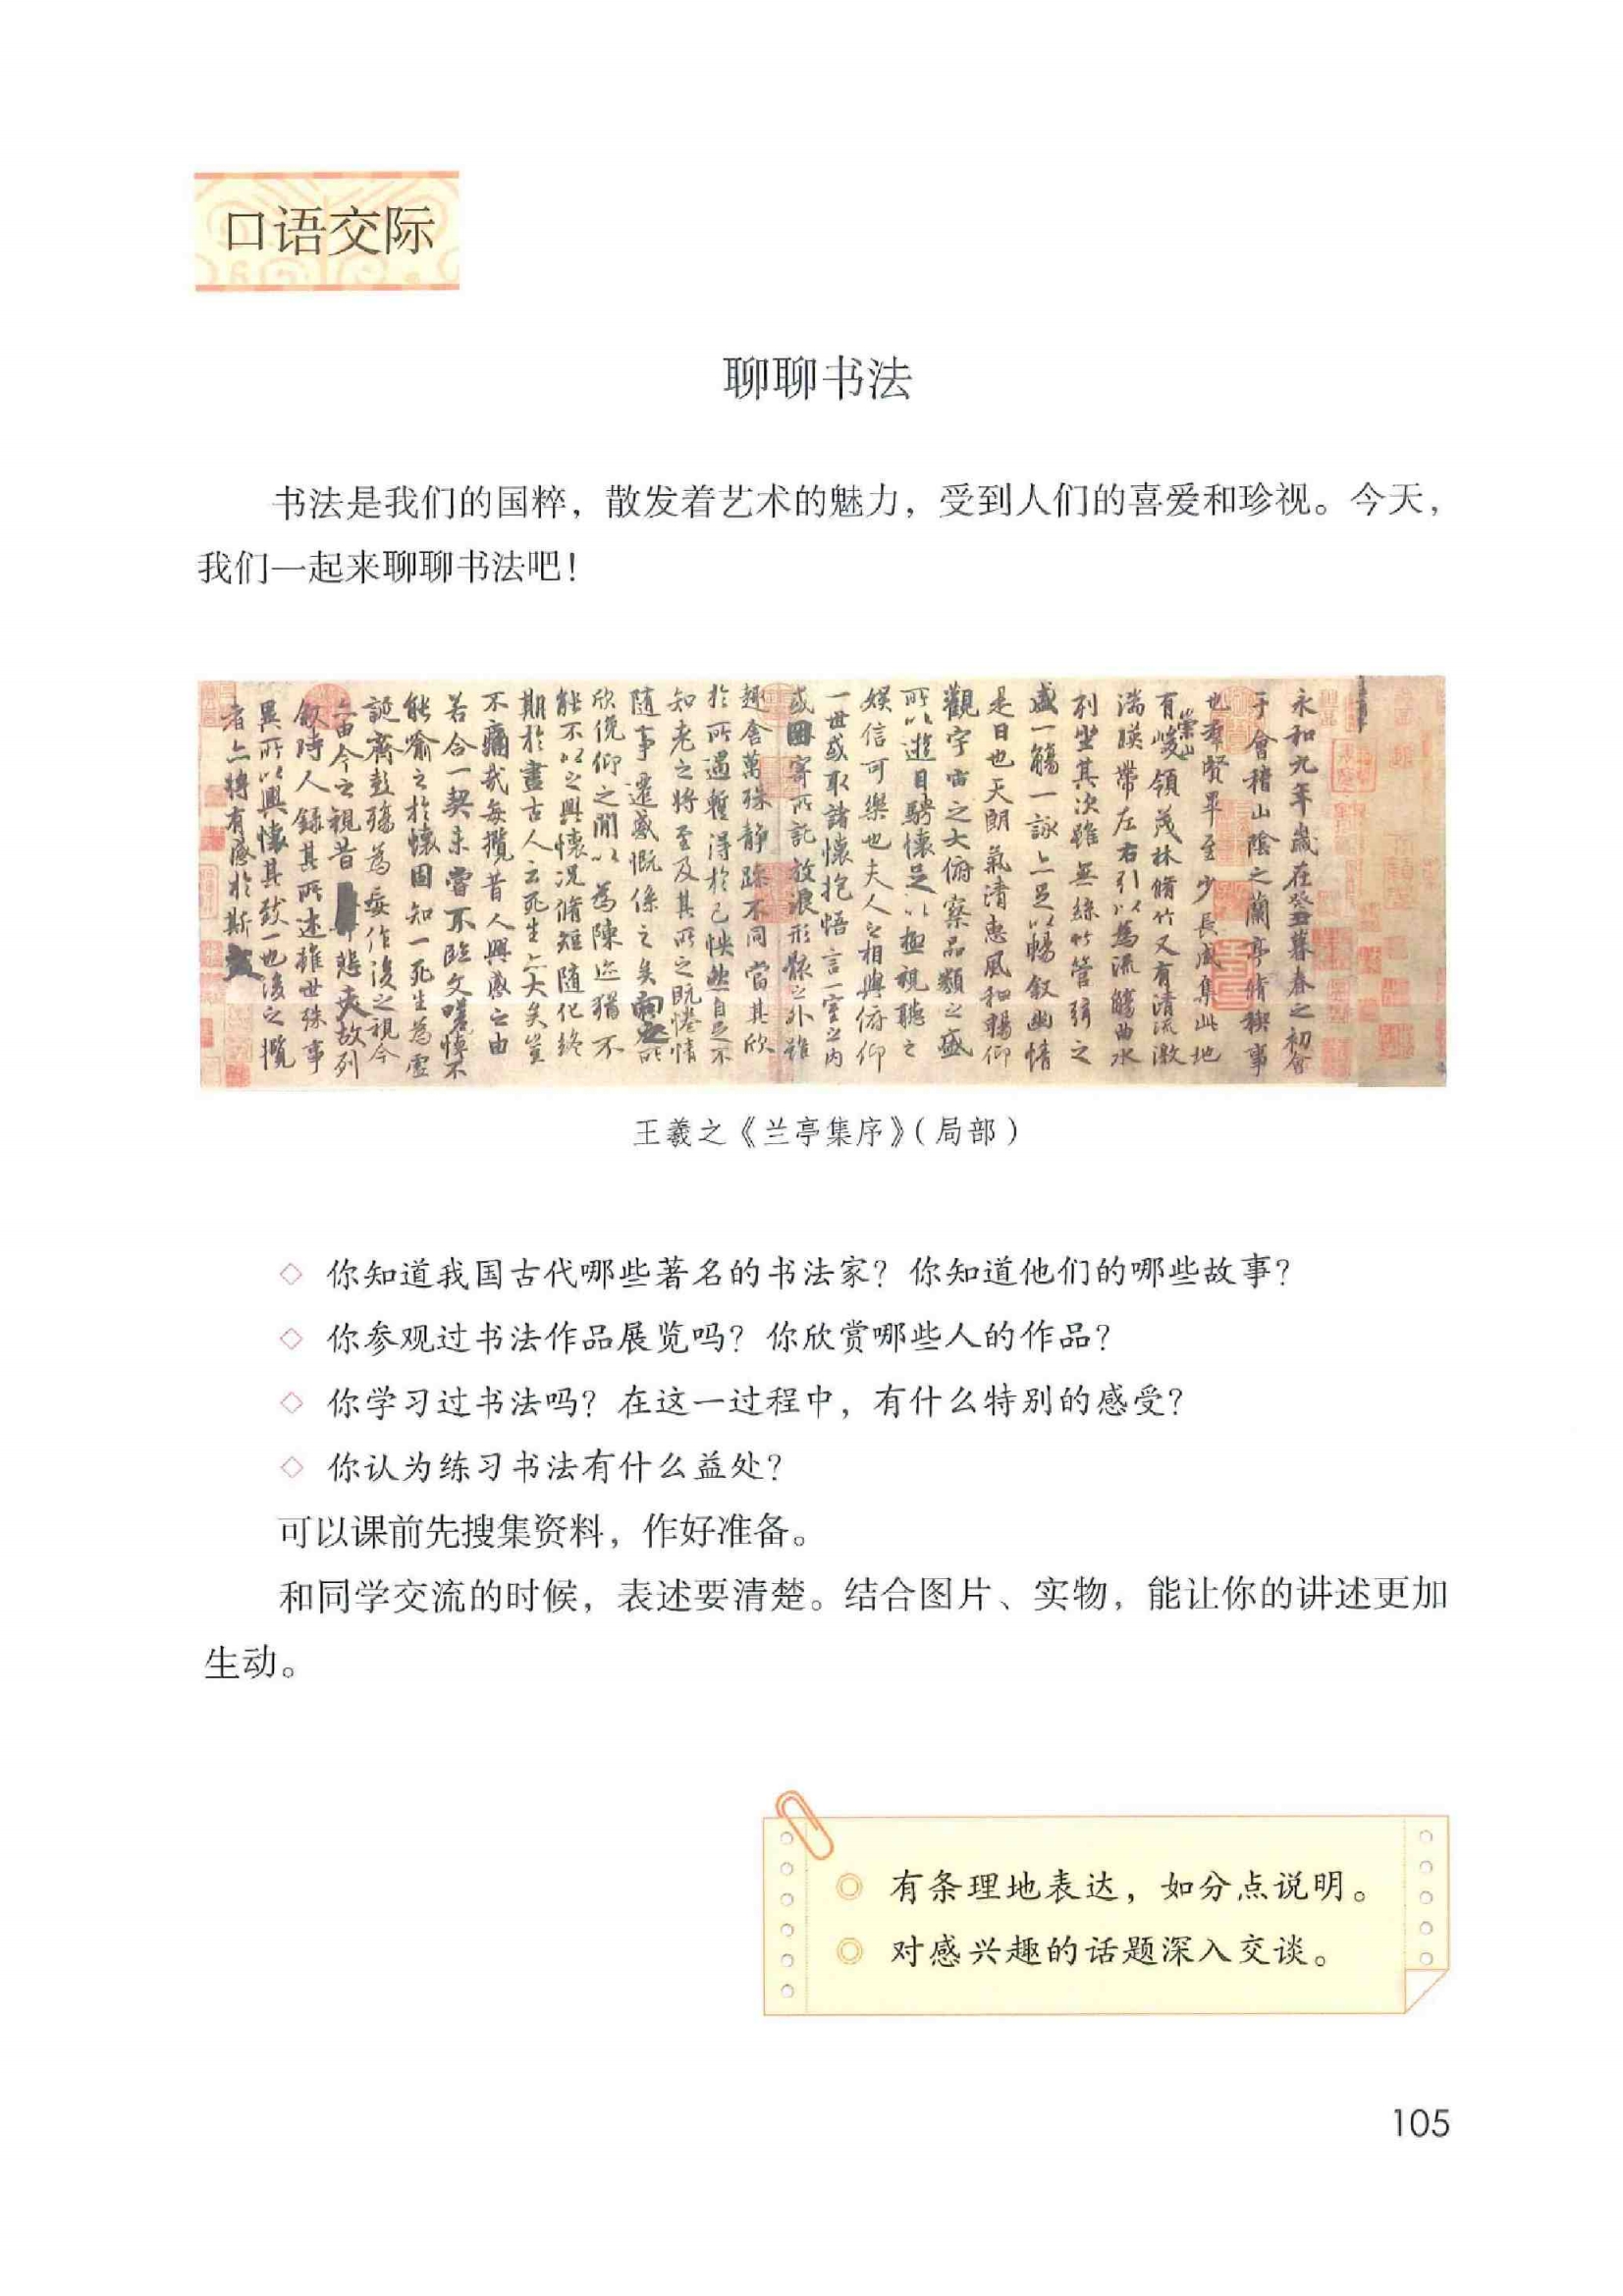 口语交际
聊聊书法
书法是我们的国粹，散发着艺术的魅力，受到人们的喜爱和珍视。今天，
我们一起来聊聊书法吧！
永和九年歲在癸丑暮春之初會
于會稽山陰之蘭亭脩禊事
也羣賢畢至少長咸集此地
有崇山峻領茂林脩竹又有清流激
湍暎帶左右引以為流觴曲水
列坐其次雖無絲竹管弦之
盛一觴一詠亦足以暢叙幽情
是日也天朗氣清惠風和暢仰
觀宇宙之大俯察品類之盛
所以遊目騁懷足以極視聽之
娛信可樂也夫人之相與俯仰
一世或取諸懷抱悟言一室之内
或因寄所託放浪形骸之外雖
趣舍萬殊静躁不同當其欣
於所遇暫得於己怏然自足不
知老之將至及其所之既惓情
隨事遷感慨係之矣向之所
欣俛仰之閒以為陳迹猶不
能不以之興懷況脩短隨化終
期於盡古人云死生亦大矣豈
不痛哉每攬昔人興感之由
若合一契未嘗不臨文嗟悼不
能喻之於懷固知一死生為虛
誕齊彭殤為妄作後之視今
亦由今之視昔悲夫故列
叙時人錄其所述雖世殊事
異所以興懷其致一也後之攬
者亦將有感於斯文
王羲之《兰亭集序》（局部）
◇ 你知道我国古代哪些著名的书法家？你知道他们的哪些故事？
◇ 你参观过书法作品展览吗？你欣赏哪些人的作品？
◇ 你学习过书法吗？在这一过程中，有什么特别的感受？
◇ 你认为练习书法有什么益处？
可以课前先搜集资料，作好准备。
和同学交流的时候，表述要清楚。结合图片、实物，能让你的讲述更加
生动。
◎ 有条理地表达，如分点说明。
◎ 对感兴趣的话题深入交谈。
105